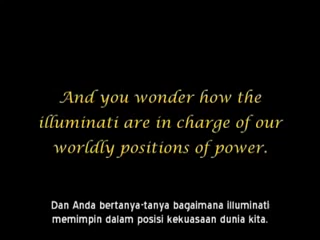 And you wonder how the
illuminati are in charge of our
worldly positions of power.
Dan Anda bertanya-tanya bagaimana illuminati
memimpin dalam posisi kekuasaan dunia kita.